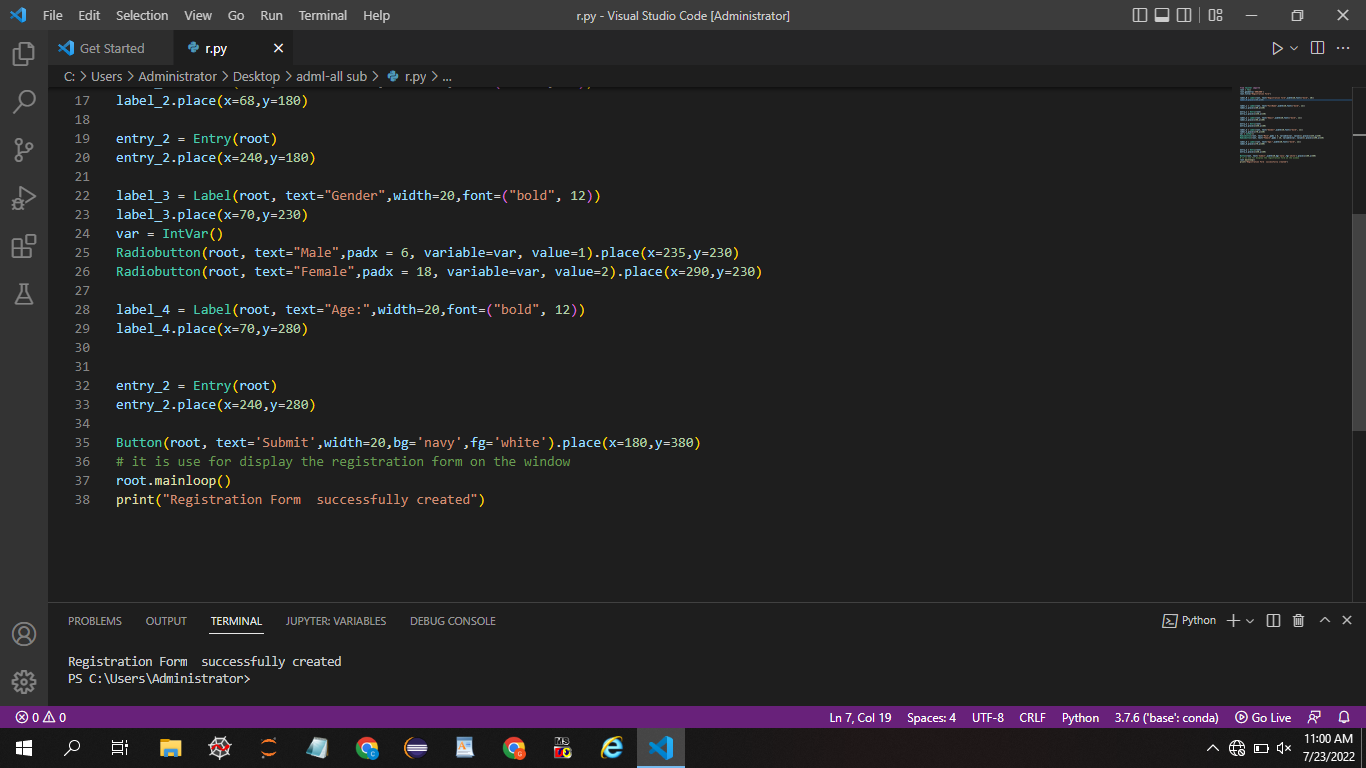 File Edit Selection View Go Run Terminal Help r.py - Visual Studio Code [Administrator]
Get Started r.py
C: > Users > Administrator > Desktop > adml-all sub > r.py > ...
17 label_2.place(x=68,y=180)
18
19 entry_2 = Entry(root)
20 entry_2.place(x=240,y=180)
21
22 label_3 = Label(root, text="Gender",width=20,font=("bold", 12))
23 label_3.place(x=70,y=230)
24 var = IntVar()
25 Radiobutton(root, text="Male",padx = 6, variable=var, value=1).place(x=235,y=230)
26 Radiobutton(root, text="Female",padx = 18, variable=var, value=2).place(x=290,y=230)
27
28 label_4 = Label(root, text="Age:",width=20,font=("bold", 12))
29 label_4.place(x=70,y=280)
30
31
32 entry_2 = Entry(root)
33 entry_2.place(x=240,y=280)
34
35 Button(root, text='Submit',width=20,bg='navy',fg='white').place(x=180,y=380)
36 # it is use for display the registration form on the window
37 root.mainloop()
38 print("Registration Form  successfully created")
PROBLEMS OUTPUT TERMINAL JUPYTER: VARIABLES DEBUG CONSOLE Python
Registration Form  successfully created
PS C:\Users\Administrator>
0 0 Ln 7, Col 19 Spaces: 4 UTF-8 CRLF Python 3.7.6 ('base': conda) Go Live
11:00 AM
7/23/2022